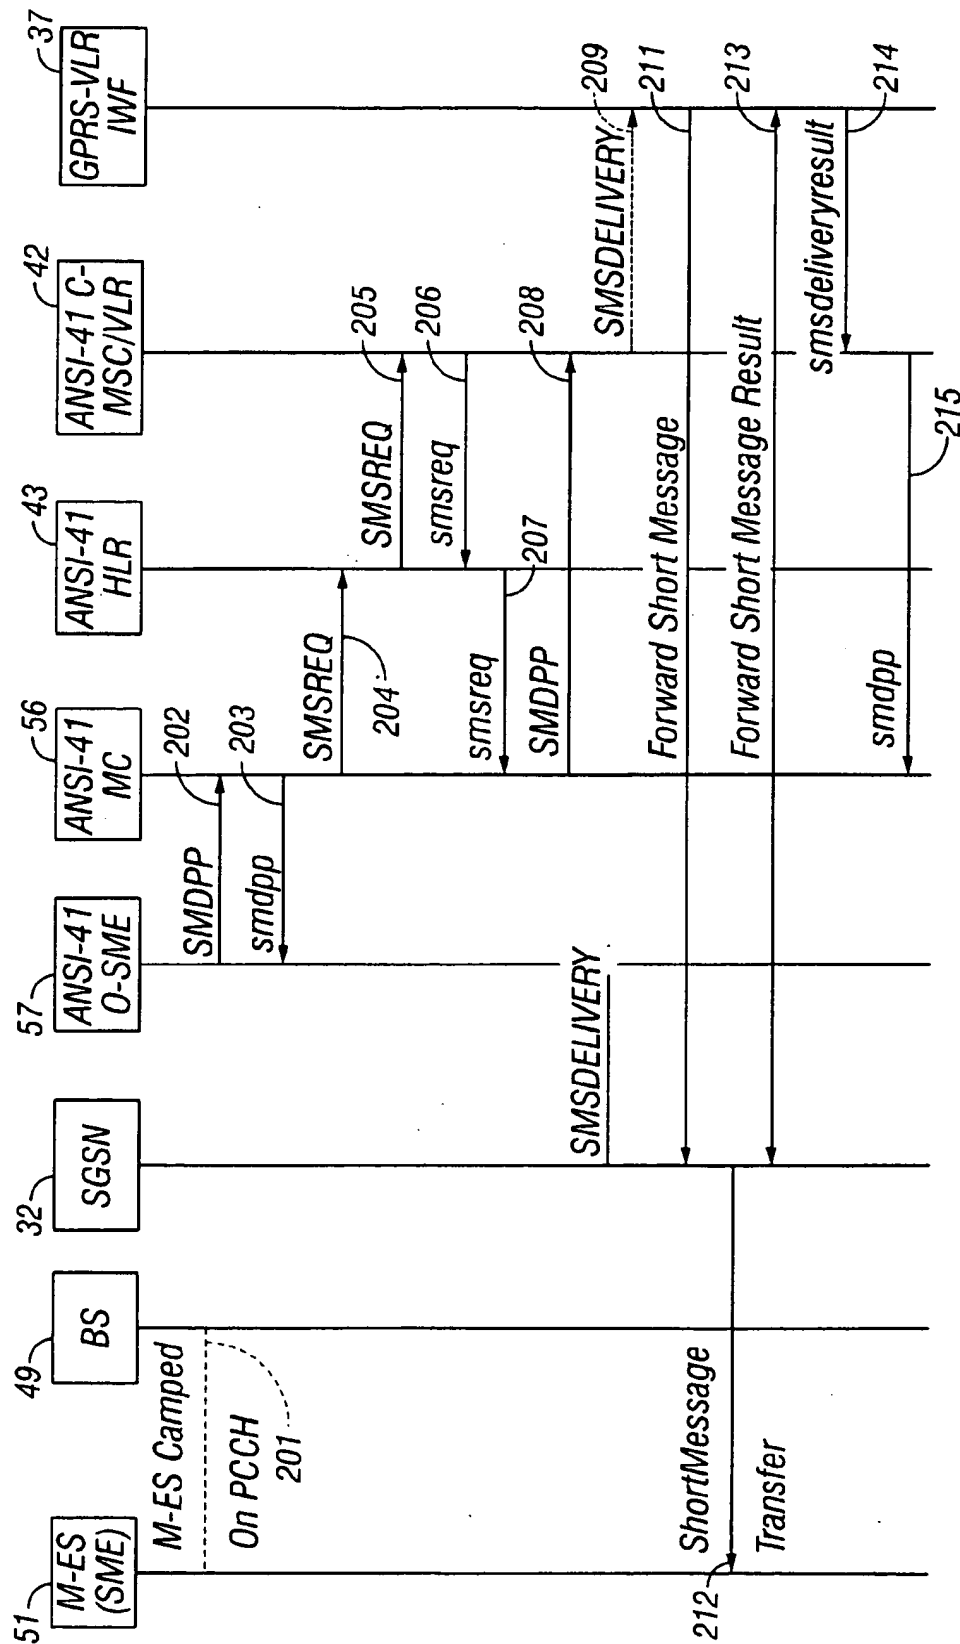 51
M-ES
(SME)
49
BS
32
SGSN
57
ANSI-41
O-SME
56
ANSI-41
MC
43
ANSI-41
HLR
42
ANSI-41 C-
MSC/VLR
37
GPRS-VLR
IWF
M-ES Camped
On PCCH
201
SMDPP
202
smdpp
203
SMSREQ
204
SMSREQ
205
smsreq
206
smsreq
207
SMDPP
208
SMSDELIVERY
SMSDELIVERY
209
Forward Short Message
211
ShortMessage
Transfer
212
Forward Short Message Result
213
smsdeliveryresult
214
smdpp
215